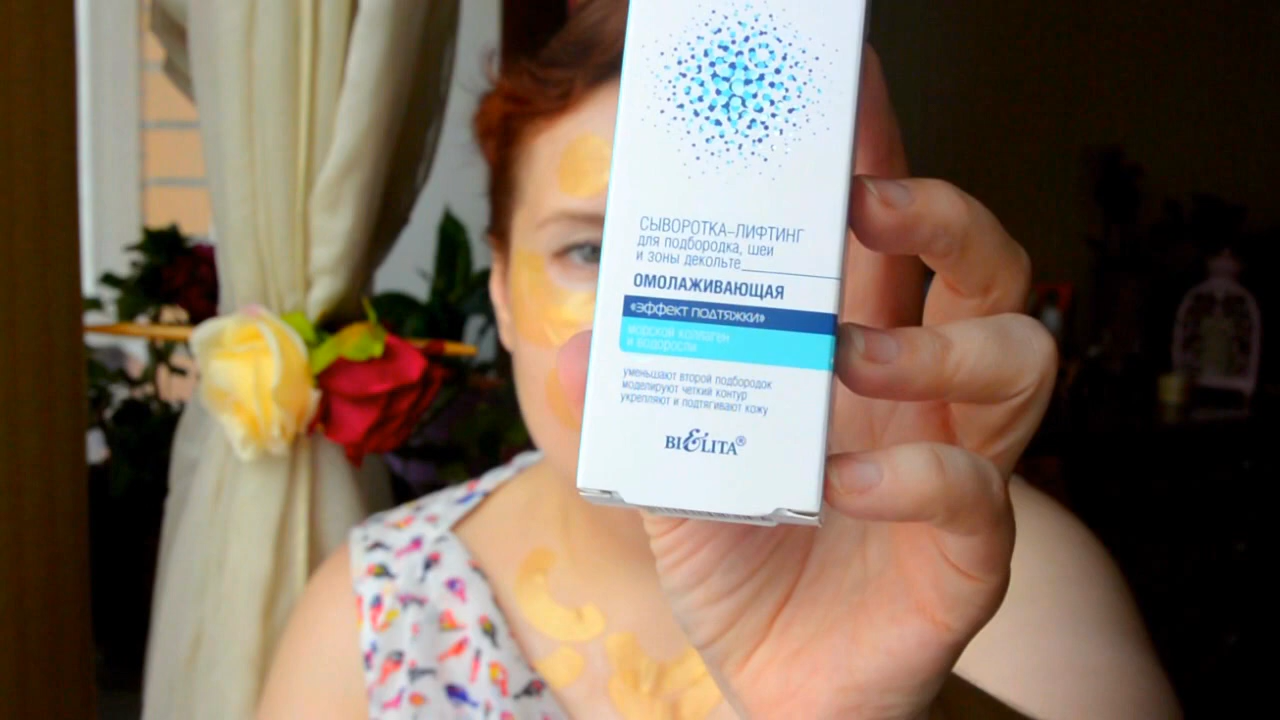 СЫВОРОТКА-ЛИФТИНГ
для подбородка, шеи
и зоны декольте
ОМОЛАЖИВАЮЩАЯ
«ЭФФЕКТ ПОДТЯЖКИ»
морской коллаген
и водоросли
уменьшают второй подбородок
моделируют четкий контур
укрепляют и подтягивают кожу
BIELITA®